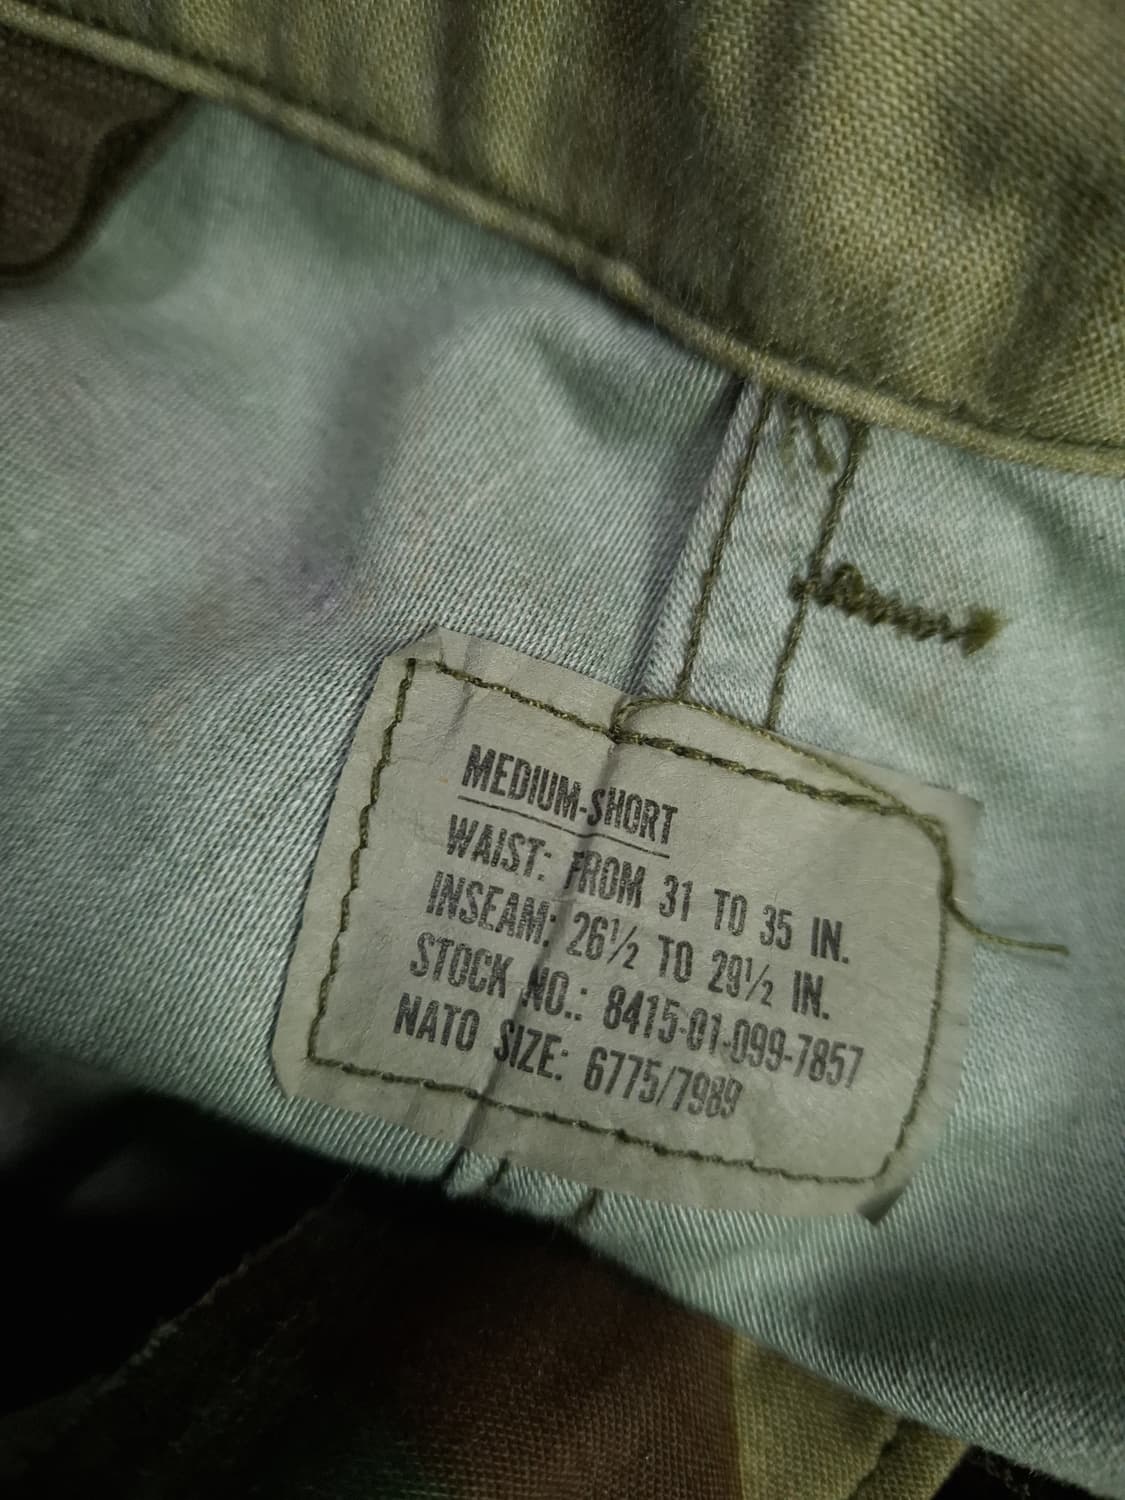 MEDIUM-SHORT
WAIST: FROM 31 TO 35 IN.
INSEAM: 26½ TO 29½ IN.
STOCK NO.: 8415-01-099-7857
NATO SIZE: 6775/7989